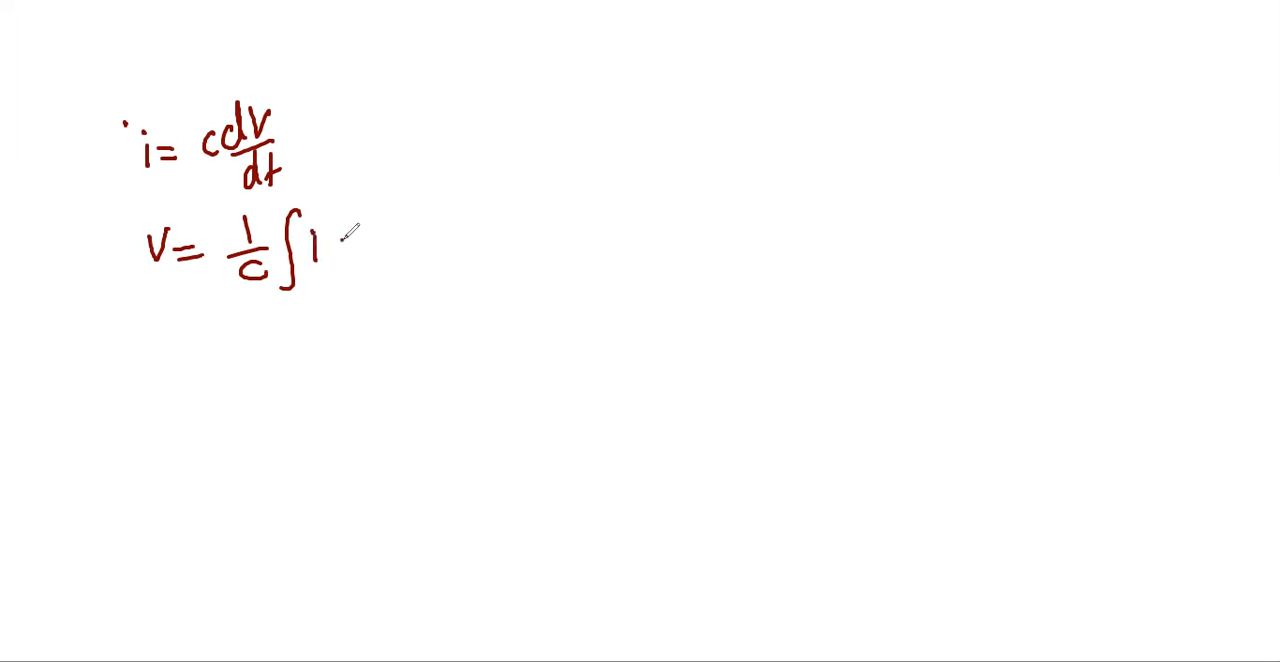 i = c dv/dt
v = 1/c ∫ i